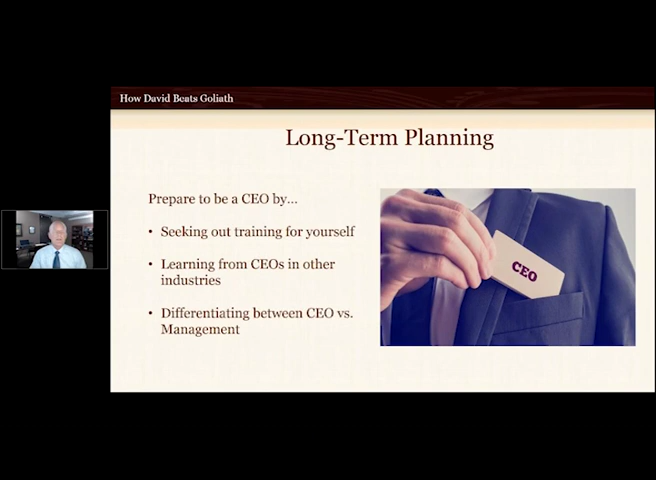 How David Beats Goliath
Long-Term Planning
Prepare to be a CEO by...
• Seeking out training for yourself
• Learning from CEOs in other
industries
• Differentiating between CEO vs.
Management
CEO